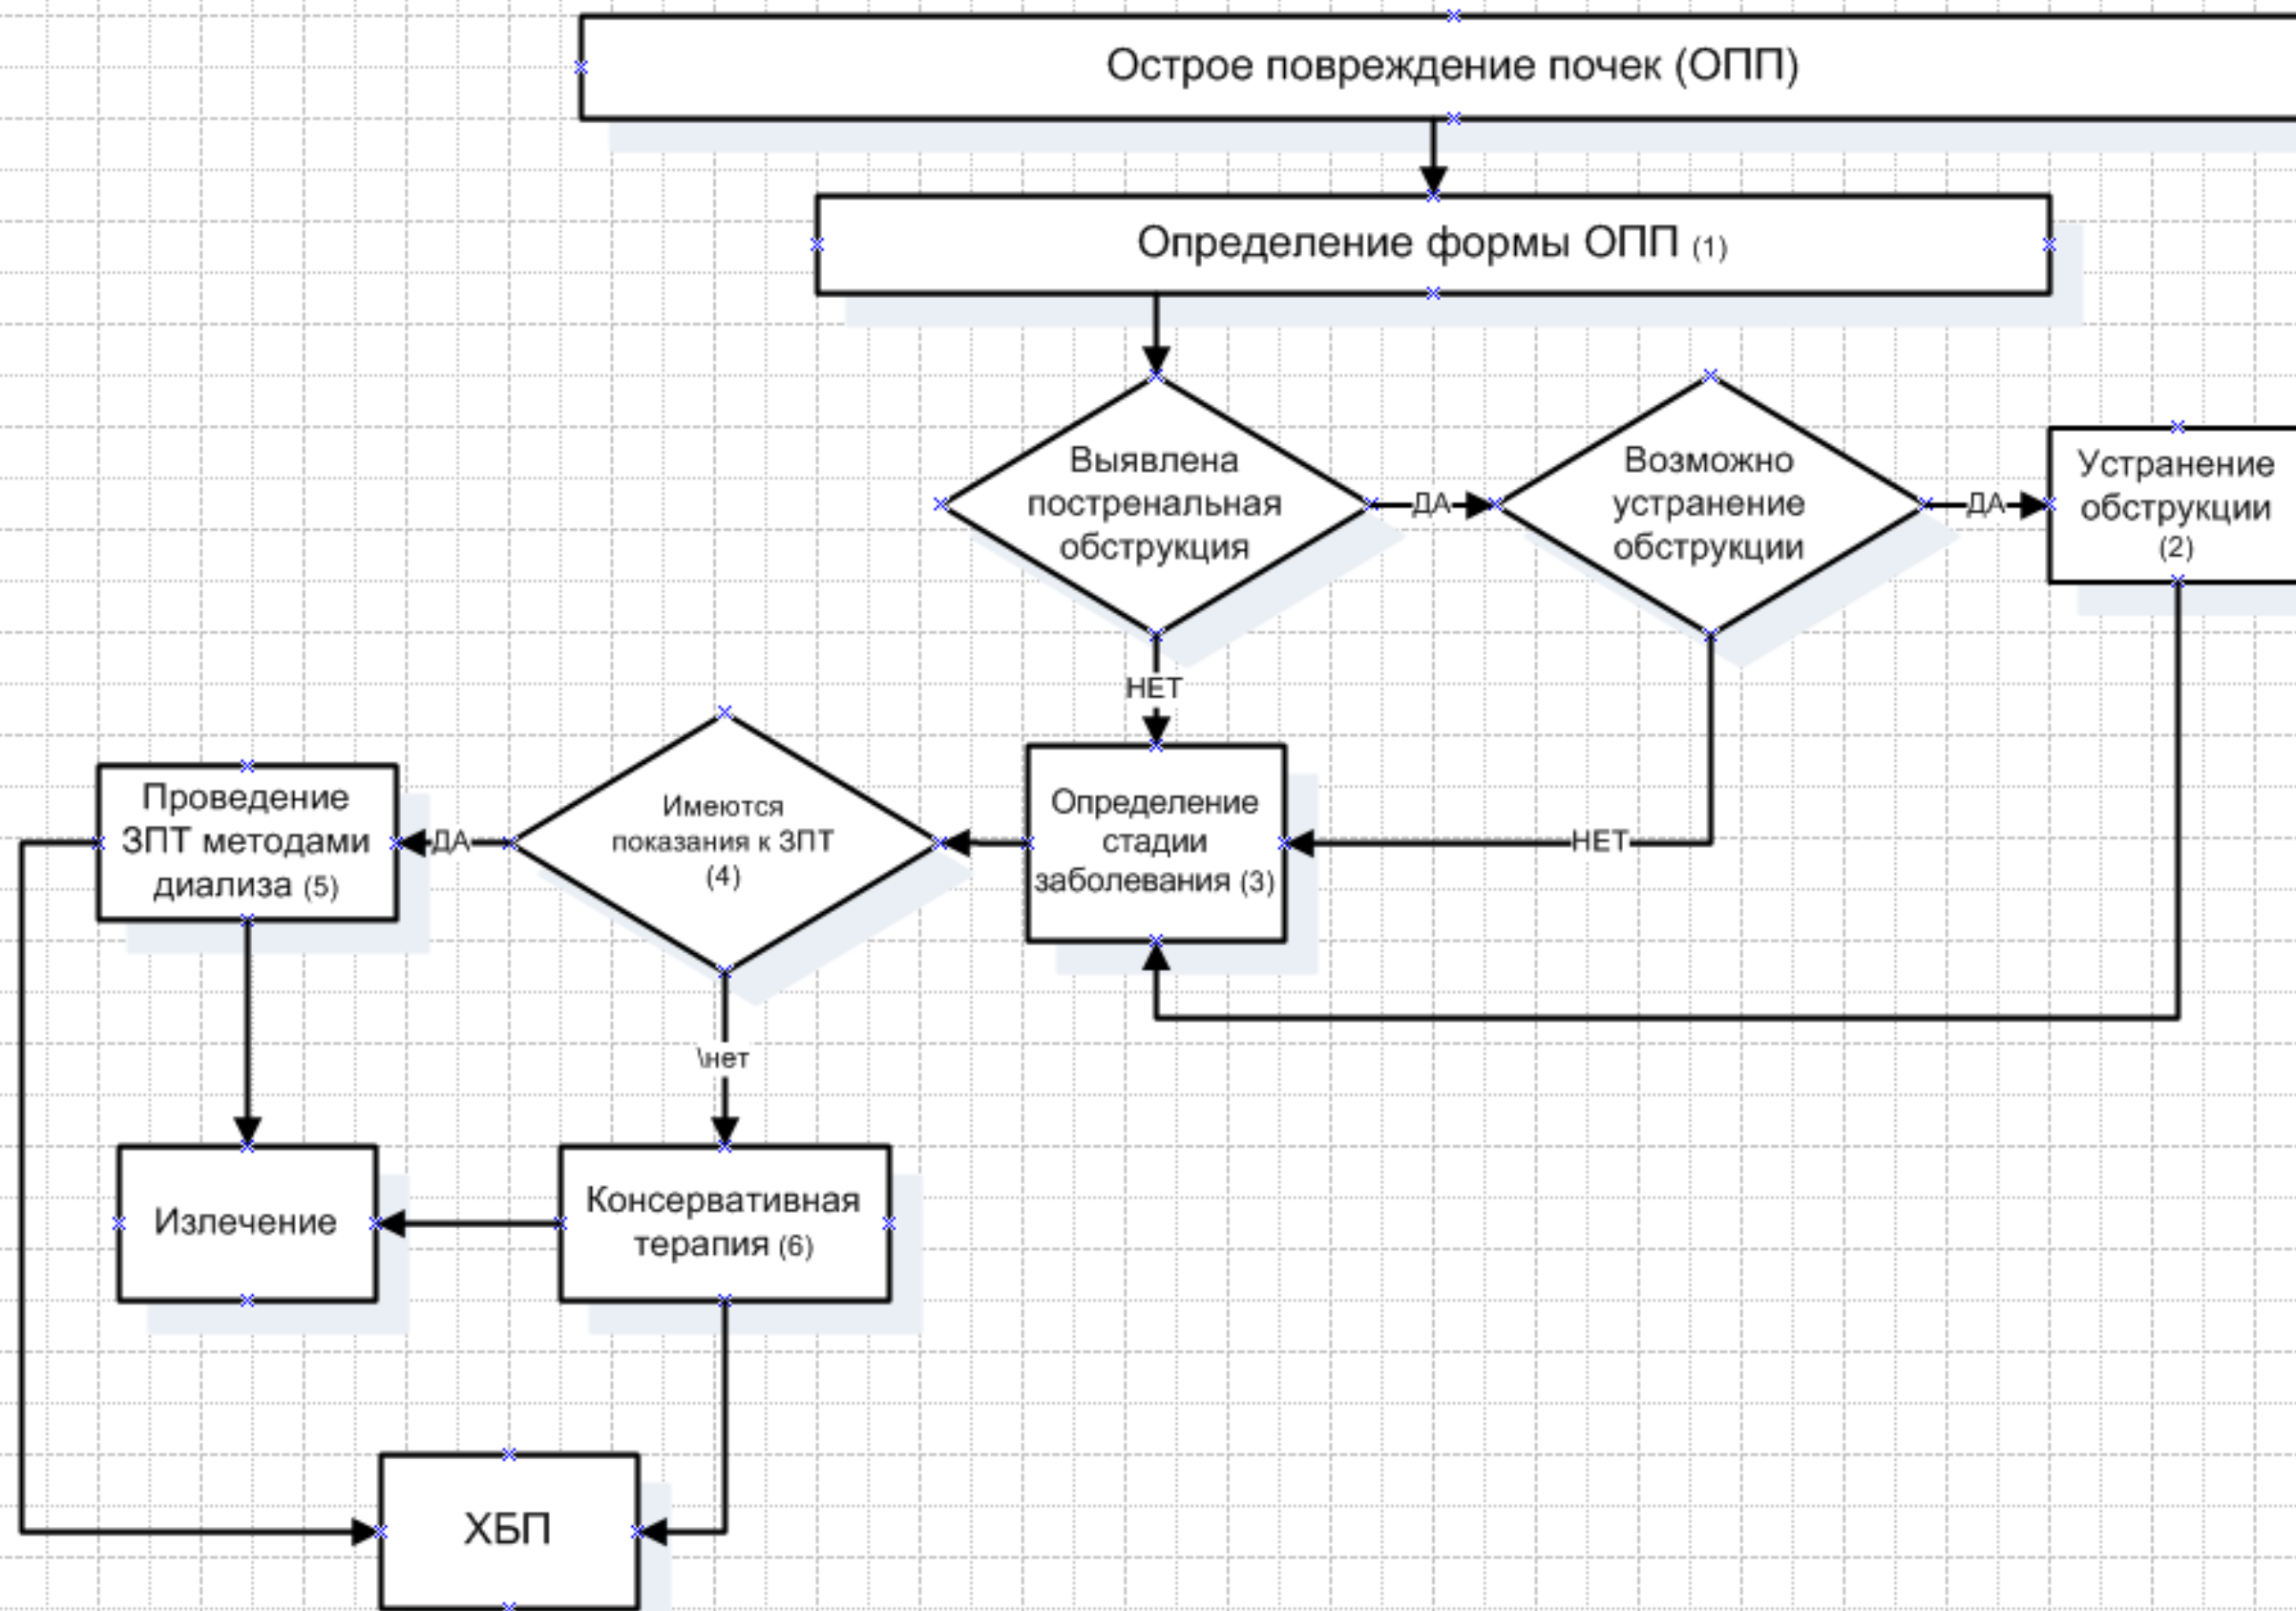 Острое повреждение почек (ОПП)
Определение формы ОПП (1)
Выявлена
постренальная
обструкция
ДА
Возможно
устранение
обструкции
ДА
Устранение
обструкции
(2)
НЕТ
Проведение
ЗПТ методами
диализа (5)
ДА
Имеются
показания к ЗПТ
(4)
Определение
стадии
заболевания (3)
НЕТ
\нет
Излечение
Консервативная
терапия (6)
ХБП